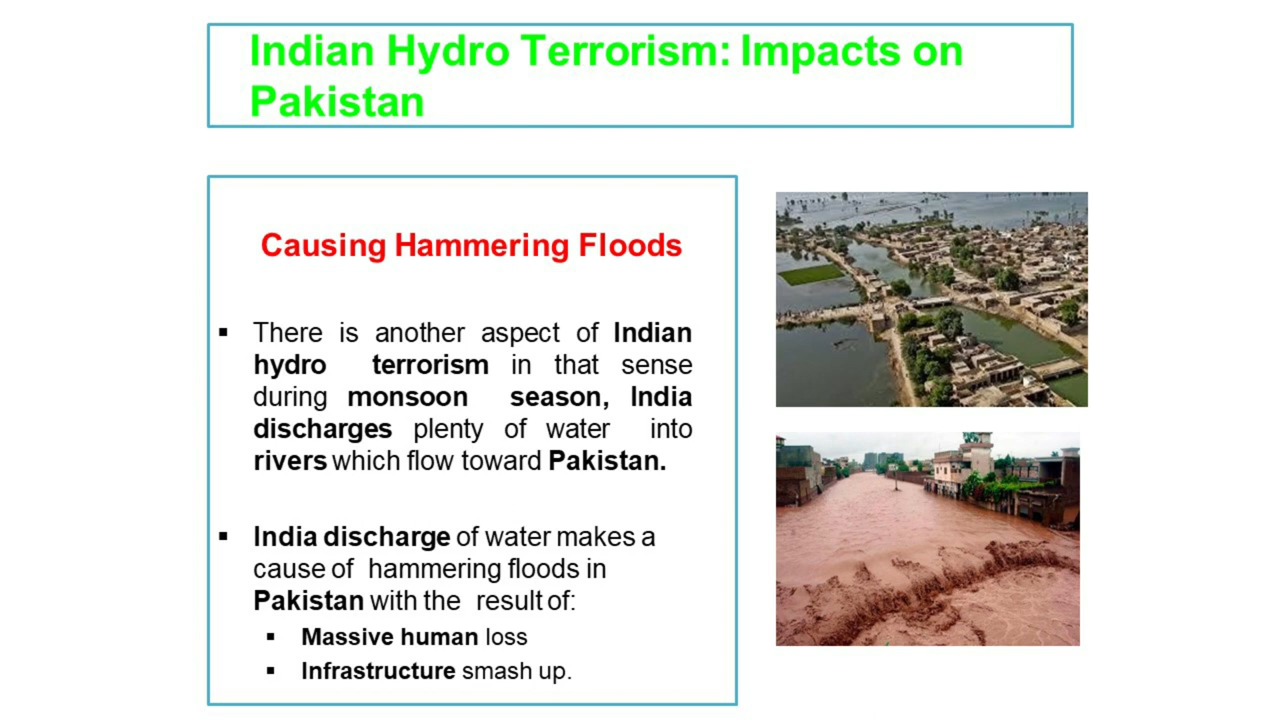 Indian Hydro Terrorism: Impacts on
Pakistan
Causing Hammering Floods
▪ There is another aspect of Indian
hydro terrorism in that sense
during monsoon season, India
discharges plenty of water into
rivers which flow toward Pakistan.
▪ India discharge of water makes a
cause of hammering floods in
Pakistan with the result of:
▪ Massive human loss
▪ Infrastructure smash up.